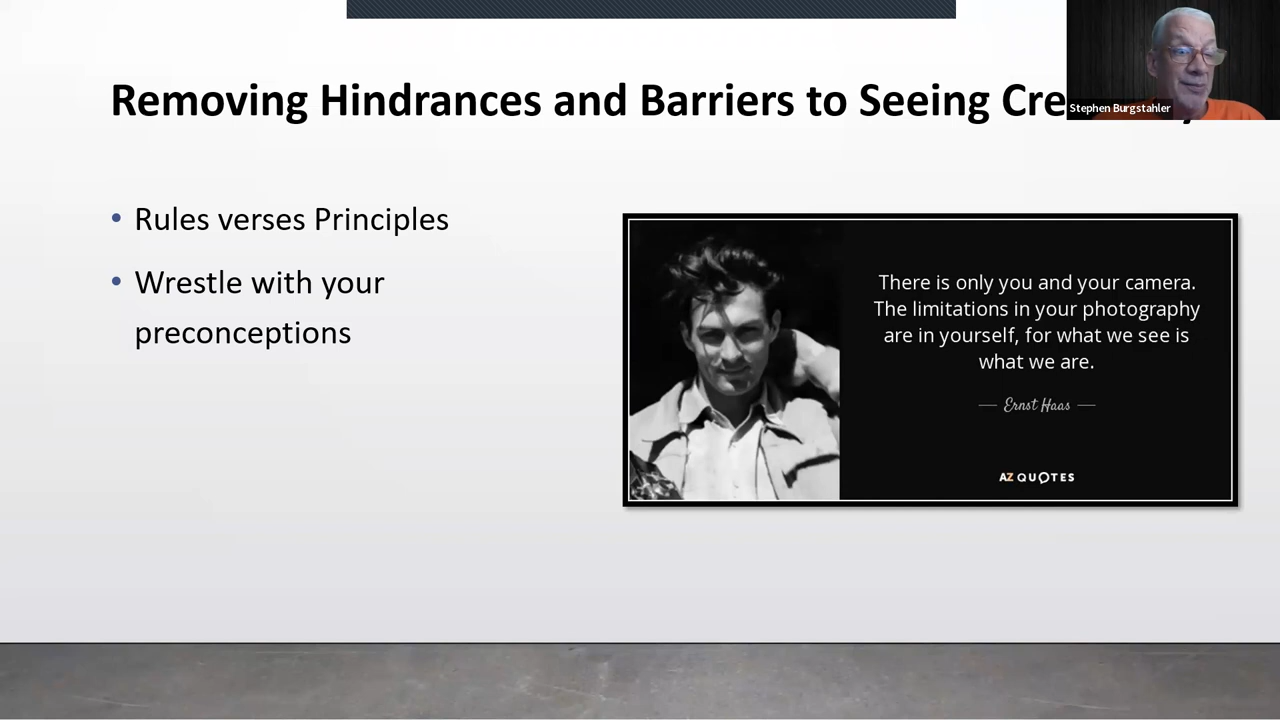 Removing Hindrances and Barriers to Seeing
Stephen Burgstahler
• Rules verses Principles
• Wrestle with your
preconceptions
There is only you and your camera.
The limitations in your photography
are in yourself, for what we see is
what we are.
Ernst Haas
AZ QUOTES